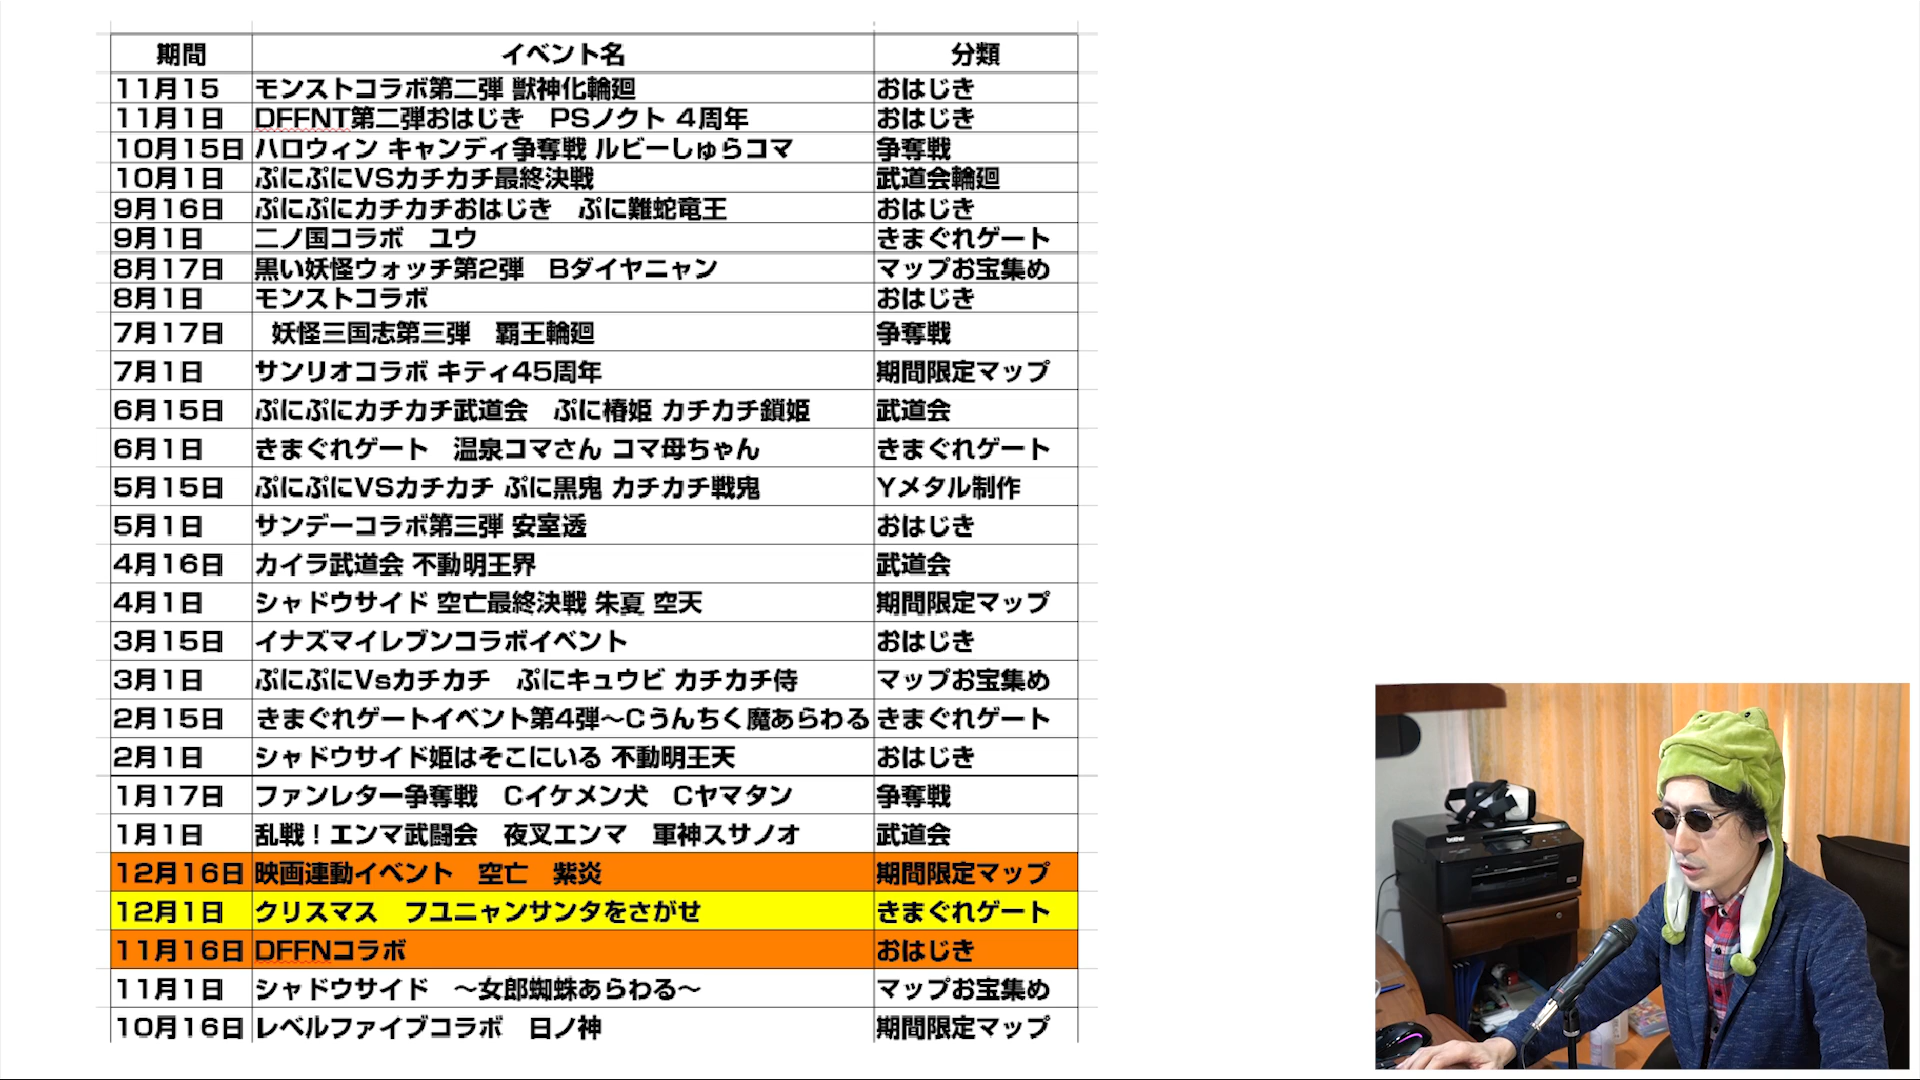 期間 イベント名 分類
11月15 モンストコラボ第二弾 獣神化輪廻 おはじき
11月1日 DFFNT第二弾おはじき　PSノクト 4周年 おはじき
10月15日 ハロウィン キャンディ争奪戦 ルビーしゅらコマ 争奪戦
10月1日 ぷにぷにVSカチカチ最終決戦 武道会輪廻
9月16日 ぷにぷにカチカチおはじき　ぷに難蛇竜王 おはじき
9月1日 二ノ国コラボ　ユウ きまぐれゲート
8月17日 黒い妖怪ウォッチ第2弾　Bダイヤニャン マップお宝集め
8月1日 モンストコラボ おはじき
7月17日 妖怪三国志第三弾　覇王輪廻 争奪戦
7月1日 サンリオコラボ キティ45周年 期間限定マップ
6月15日 ぷにぷにカチカチ武道会　ぷに椿姫 カチカチ鎖姫 武道会
6月1日 きまぐれゲート　温泉コマさん コマ母ちゃん きまぐれゲート
5月15日 ぷにぷにVSカチカチ ぷに黒鬼 カチカチ戦鬼 Yメタル制作
5月1日 サンデーコラボ第三弾 安室透 おはじき
4月16日 カイラ武道会 不動明王界 武道会
4月1日 シャドウサイド 空亡最終決戦 朱夏 空天 期間限定マップ
3月15日 イナズマイレブンコラボイベント おはじき
3月1日 ぷにぷにVsカチカチ　ぷにキュウビ カチカチ侍 マップお宝集め
2月15日 きまぐれゲートイベント第4弾～Cうんちく魔あらわる きまぐれゲート
2月1日 シャドウサイド姫はそこにいる 不動明王天 おはじき
1月17日 ファンレター争奪戦　Cイケメン犬　Cヤマタン 争奪戦
1月1日 乱戦！エンマ武闘会　夜叉エンマ　軍神スサノオ 武道会
12月16日 映画連動イベント　空亡　紫炎 期間限定マップ
12月1日 クリスマス　フユニャンサンタをさがせ きまぐれゲート
11月16日 DFFNコラボ おはじき
11月1日 シャドウサイド　～女郎蜘蛛あらわる～ マップお宝集め
10月16日 レベルファイブコラボ　日ノ神 期間限定マップ
brother